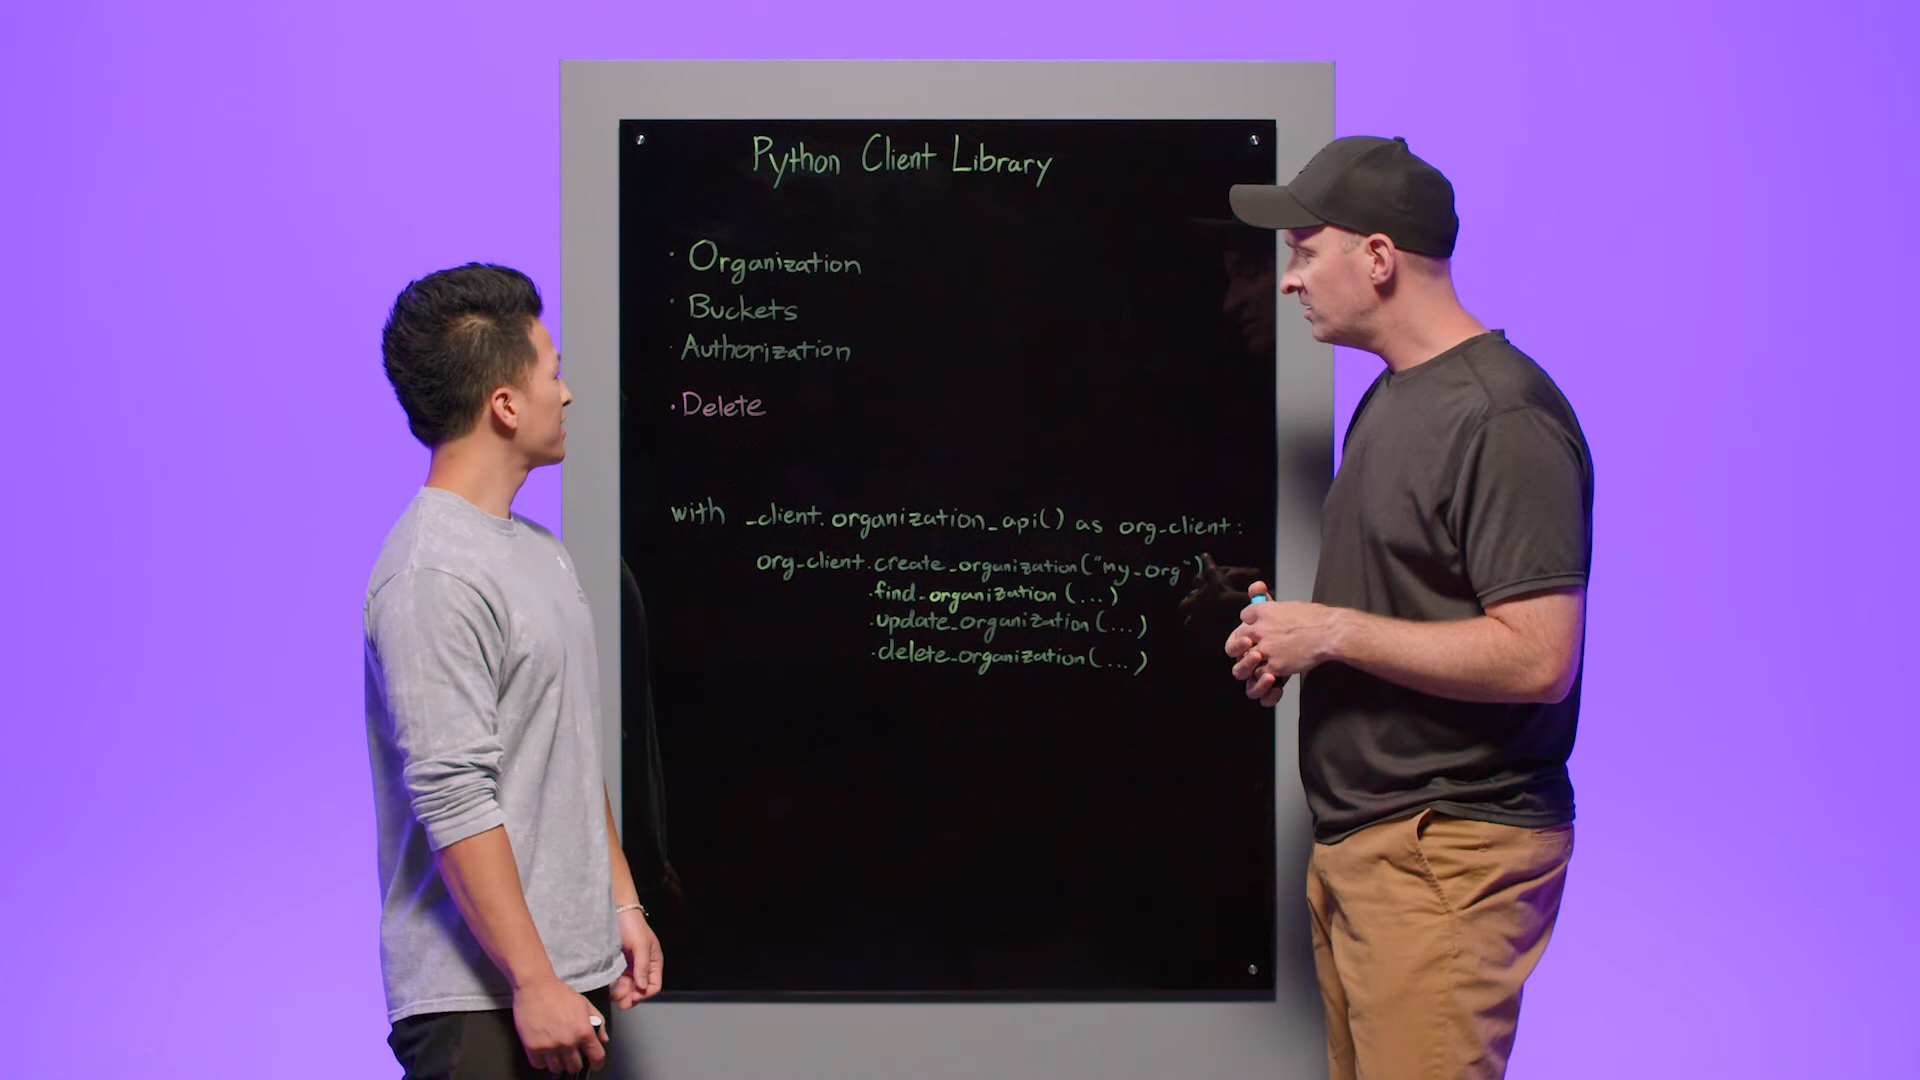 Python Client Library
· Organization
· Buckets
· Authorization
· Delete
with _client.organization_api() as org_client:
org_client.create_organization("my_org")
.find_organization(...)
.update_organization(...)
.delete_organization(...)